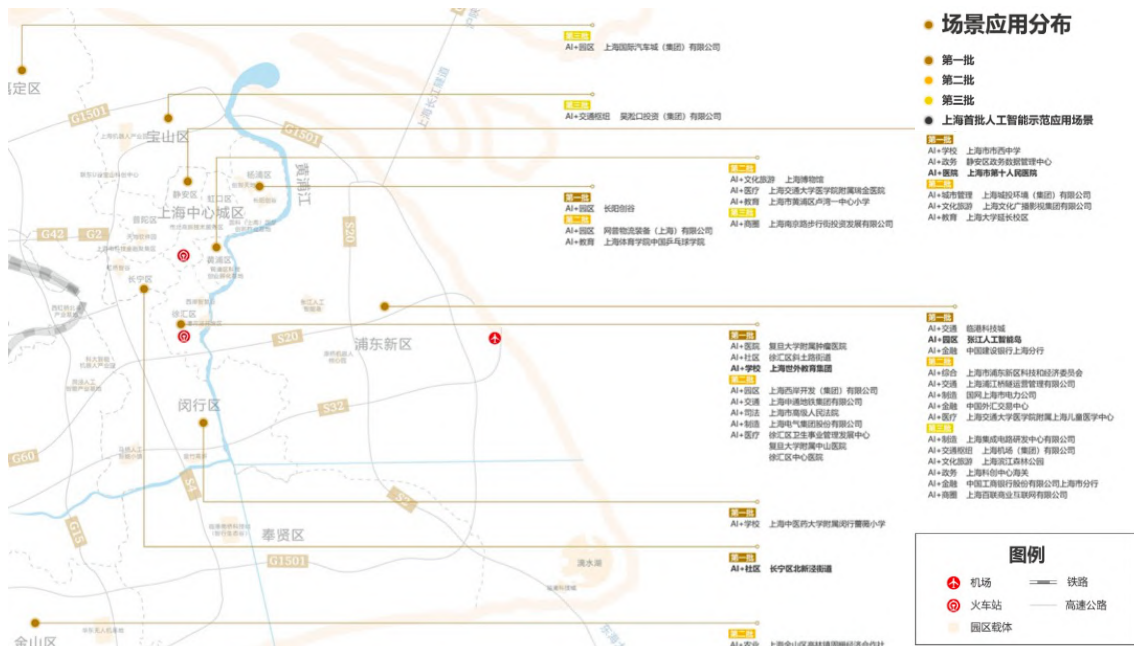 场景应用分布
第一批
第二批
第三批
上海首批人工智能示范应用场景
第三批
AI+园区 上海国际汽车城（集团）有限公司
第三批
AI+交通枢纽 吴淞口投资（集团）有限公司
第一批
AI+学校 上海市市西中学
AI+政务 静安区政务数据管理中心
AI+医院 上海市第十人民医院
第二批
AI+城市管理 上海城投环境（集团）有限公司
AI+文化旅游 上海文化广播影视集团有限公司
AI+教育 上海大学延长校区
第二批
AI+文化旅游 上海博物馆
AI+医疗 上海交通大学医学院附属瑞金医院
AI+教育 上海市黄浦区卢湾一中心小学
第三批
AI+商圈 上海南京路步行街投资发展有限公司
第一批
AI+园区 长阳创谷
第二批
AI+园区 网普物流装备（上海）有限公司
AI+教育 上海体育学院中国乒乓球学院
第一批
AI+交通 临港科技城
AI+园区 张江人工智能岛
AI+金融 中国建设银行上海分行
第二批
AI+综合 上海市浦东新区科技和经济委员会
AI+交通 上海浦江桥隧运营管理有限公司
AI+制造 国网上海市电力公司
AI+金融 中国外汇交易中心
AI+医疗 上海交通大学医学院附属上海儿童医学中心
第三批
AI+制造 上海集成电路研发中心有限公司
AI+交通枢纽 上海机场（集团）有限公司
AI+文化旅游 上海滨江森林公园
AI+政务 上海科创中心海关
AI+金融 中国工商银行股份有限公司上海市分行
AI+商圈 上海百联商业互联网有限公司
第一批
AI+医院 复旦大学附属肿瘤医院
AI+社区 徐汇区斜土路街道
AI+学校 上海世外教育集团
第二批
AI+园区 上海西岸开发（集团）有限公司
AI+交通 上海申通地铁集团有限公司
AI+司法 上海市高级人民法院
AI+制造 上海电气集团股份有限公司
AI+医疗 徐汇区卫生事业管理发展中心
复旦大学附属中山医院
徐汇区中心医院
第一批
AI+学校 上海中医药大学附属闵行蔷薇小学
第一批
AI+社区 长宁区北新泾街道
第二批
图例
机场
铁路
火车站
高速公路
园区载体
嘉定区
G1501
宝山区
G1501
上海长江隧道
黄浦江
杨浦区
静安区
虹口区
普陀区
上海中心城区
G42
G2
S20
黄浦区
长宁区
徐汇区
S20
浦东新区
闵行区
S32
G60
S4
S2
G15
奉贤区
G1501
滴水湖
金山区